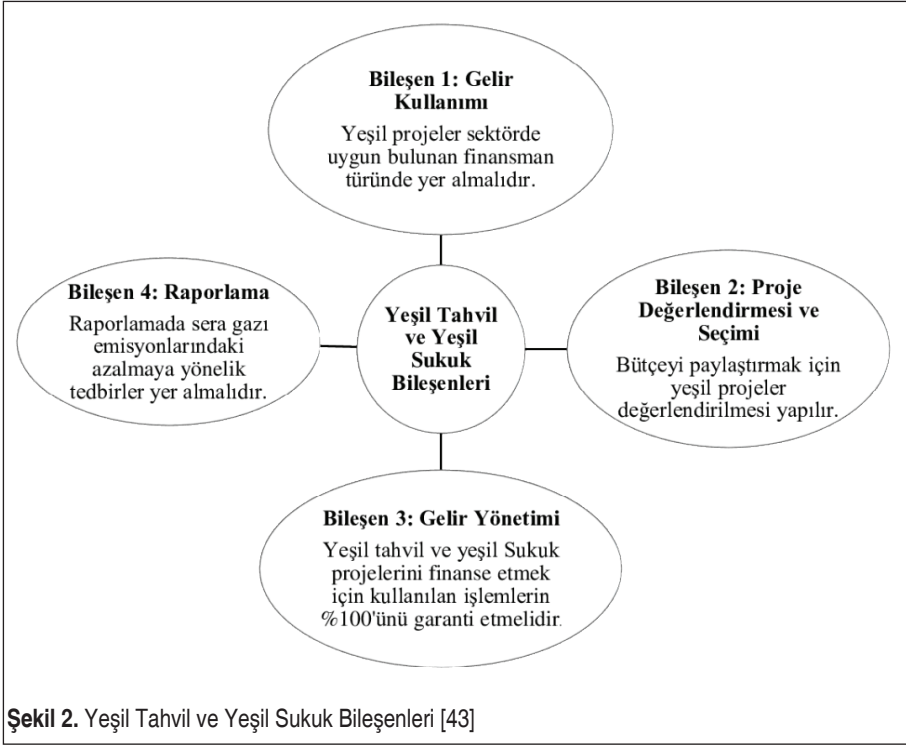 Bileşen 1: Gelir
Kullanımı
Yeşil projeler sektörde
uygun bulunan finansman
türünde yer almalıdır.
Bileşen 4: Raporlama
Raporlamada sera gazı
emisyonlarındaki
azalmaya yönelik
tedbirler yer almalıdır.
Yeşil Tahvil
ve Yeşil
Sukuk
Bileşenleri
Bileşen 2: Proje
Değerlendirmesi ve
Seçimi
Bütçeyi paylaştırmak için
yeşil projeler
değerlendirilmesi yapılır.
Bileşen 3: Gelir Yönetimi
Yeşil tahvil ve yeşil Sukuk
projelerini finanse etmek
için kullanılan işlemlerin
%100'ünü garanti etmelidir.
Şekil 2. Yeşil Tahvil ve Yeşil Sukuk Bileşenleri [43]